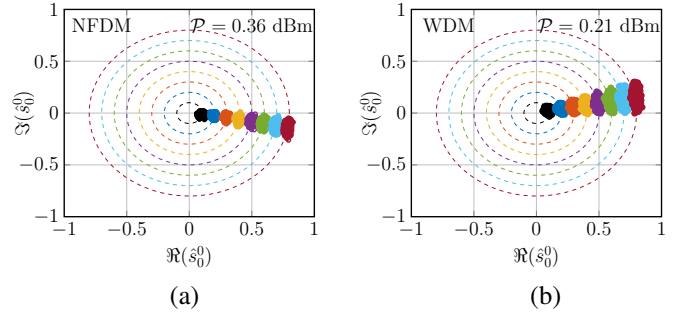 NFDM
𝒫 = 0.36 dBm
1
0.5
0
−0.5
−1
−1
−0.5
0
0.5
1
ℑ(ŝ₀⁰)
ℜ(ŝ₀⁰)
(a)
WDM
𝒫 = 0.21 dBm
1
0.5
0
−0.5
−1
−1
−0.5
0
0.5
1
ℑ(ŝ₀⁰)
ℜ(ŝ₀⁰)
(b)